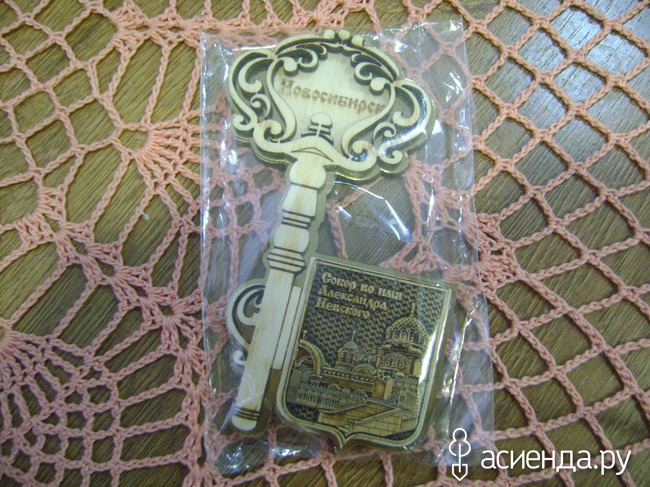 Новосибирск
Собор во имя
Александра
Невского
асиенда.ру